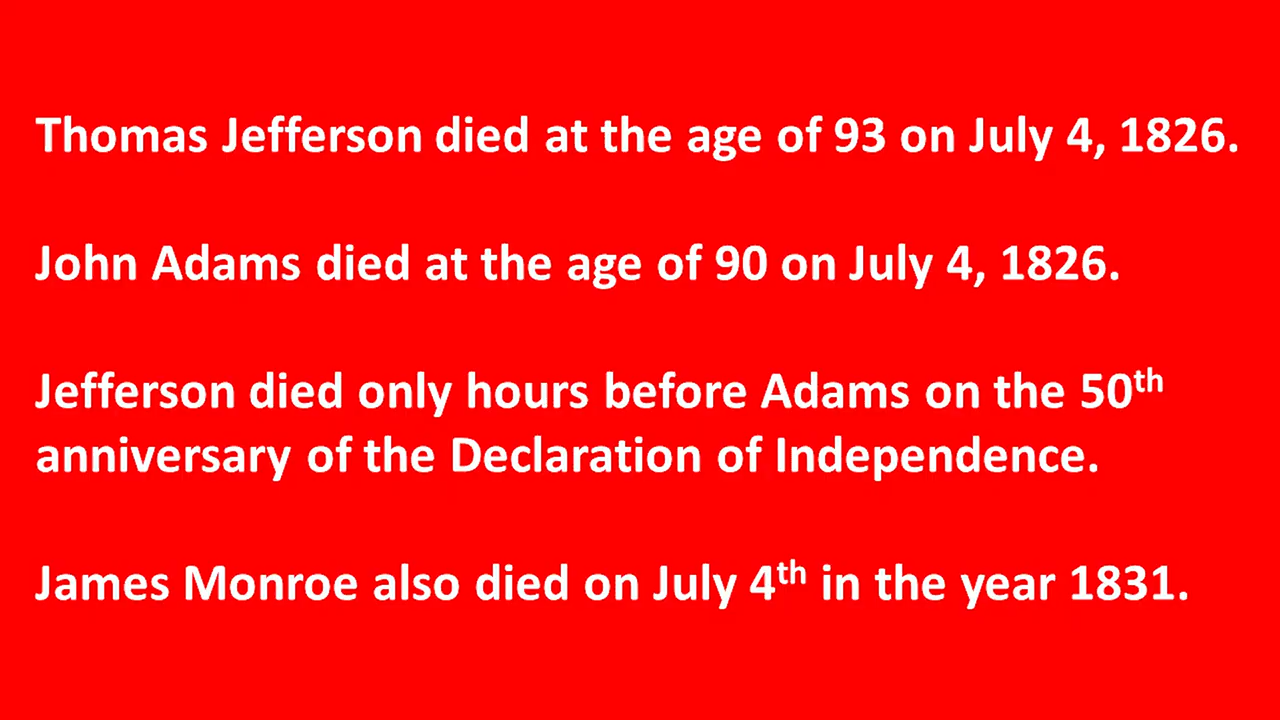 Thomas Jefferson died at the age of 93 on July 4, 1826.
John Adams died at the age of 90 on July 4, 1826.
Jefferson died only hours before Adams on the 50th
anniversary of the Declaration of Independence.
James Monroe also died on July 4th in the year 1831.